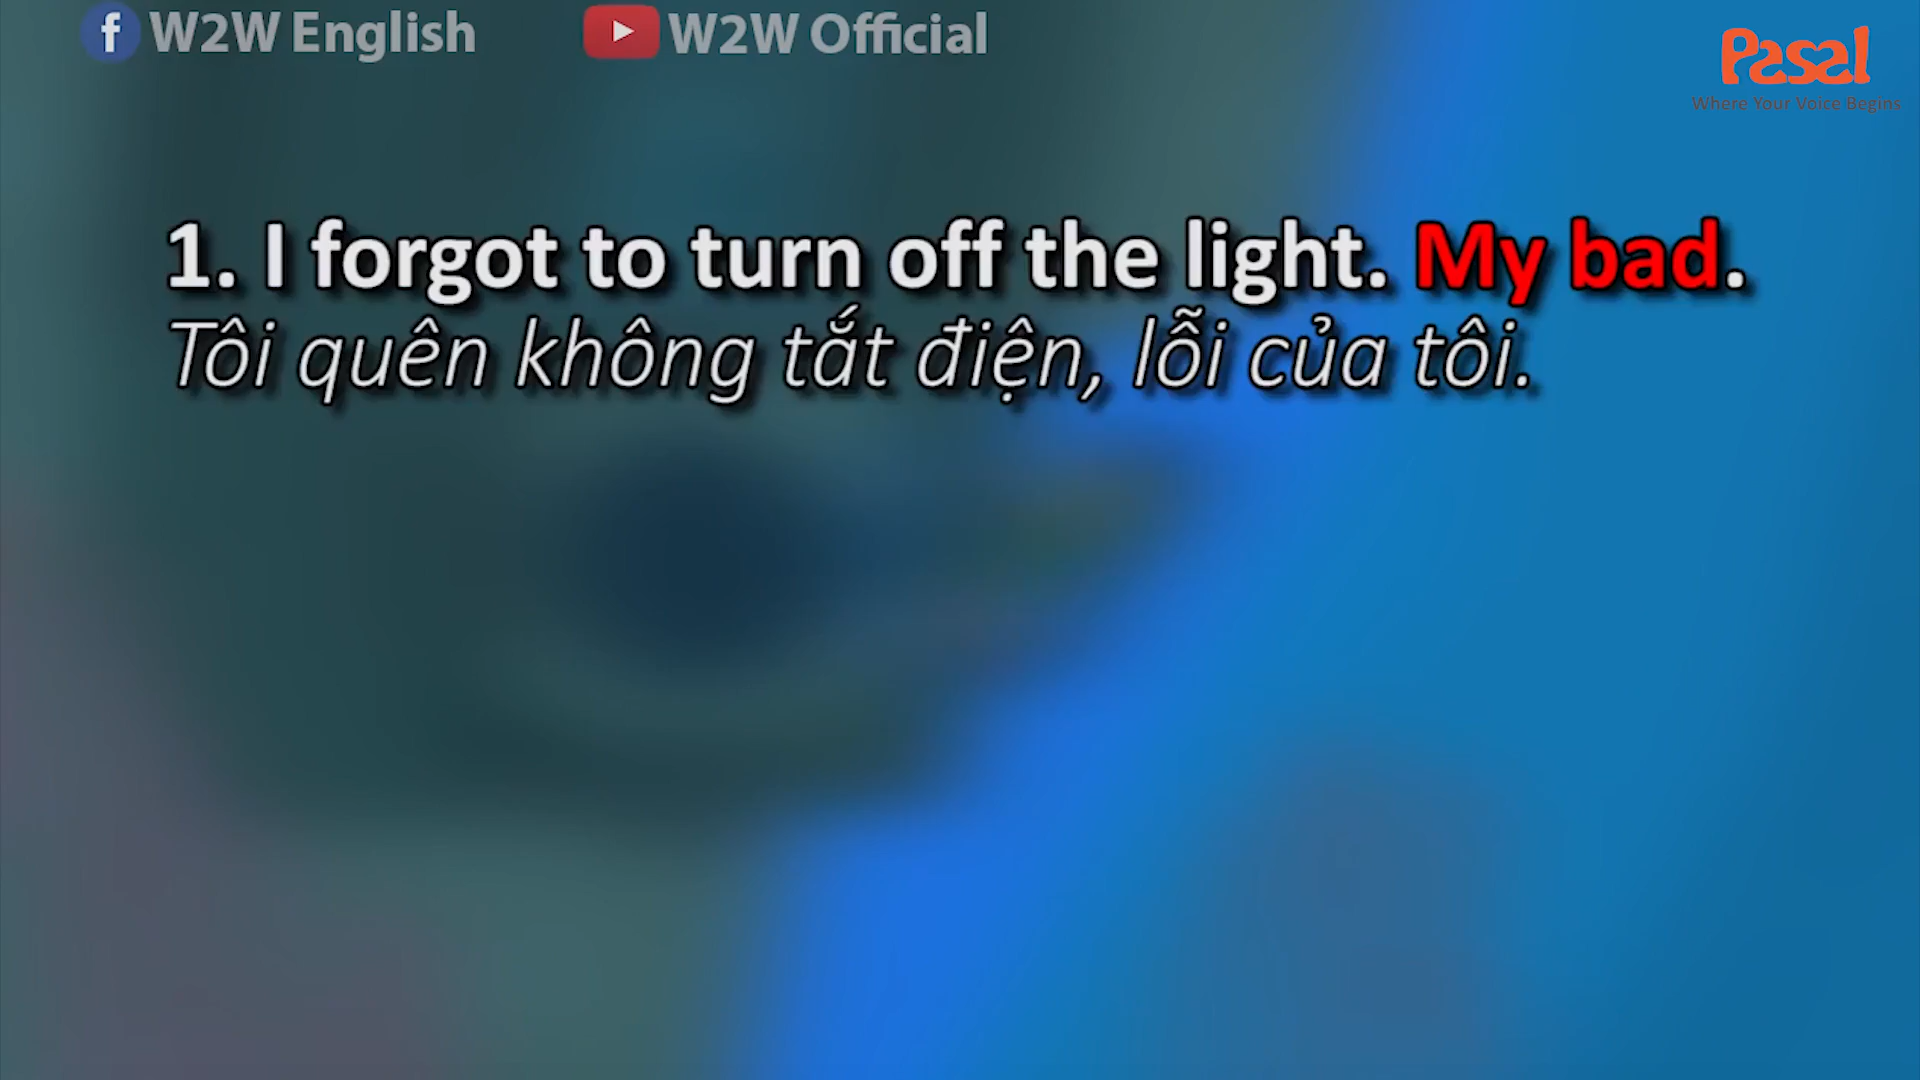 W2W English
W2W Official
Pasal
Where Your Voice Begins
1. I forgot to turn off the light. My bad.
Tôi quên không tắt điện, lỗi của tôi.